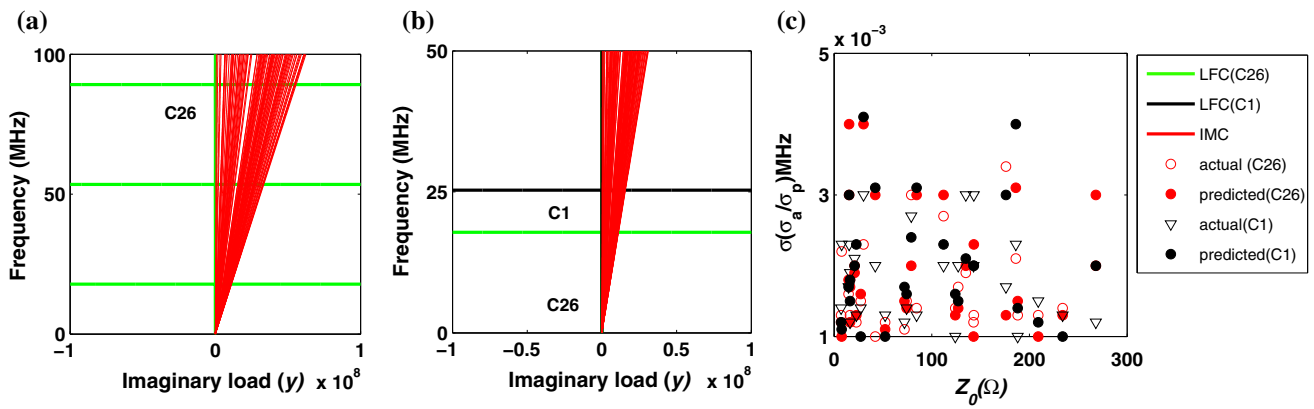 (a)
100
50
0
Frequency (MHz)
C26
-1
0
1
Imaginary load (y) x 10^8
(b)
50
25
0
Frequency (MHz)
C1
C26
-1
-0.5
0
0.5
1
Imaginary load (y) x 10^8
(c)
x 10^-3
5
3
1
σ(σa/σp)MHz
0
100
200
300
Z0(Ω)
LFC(C26)
LFC(C1)
IMC
actual (C26)
predicted(C26)
actual(C1)
predicted(C1)